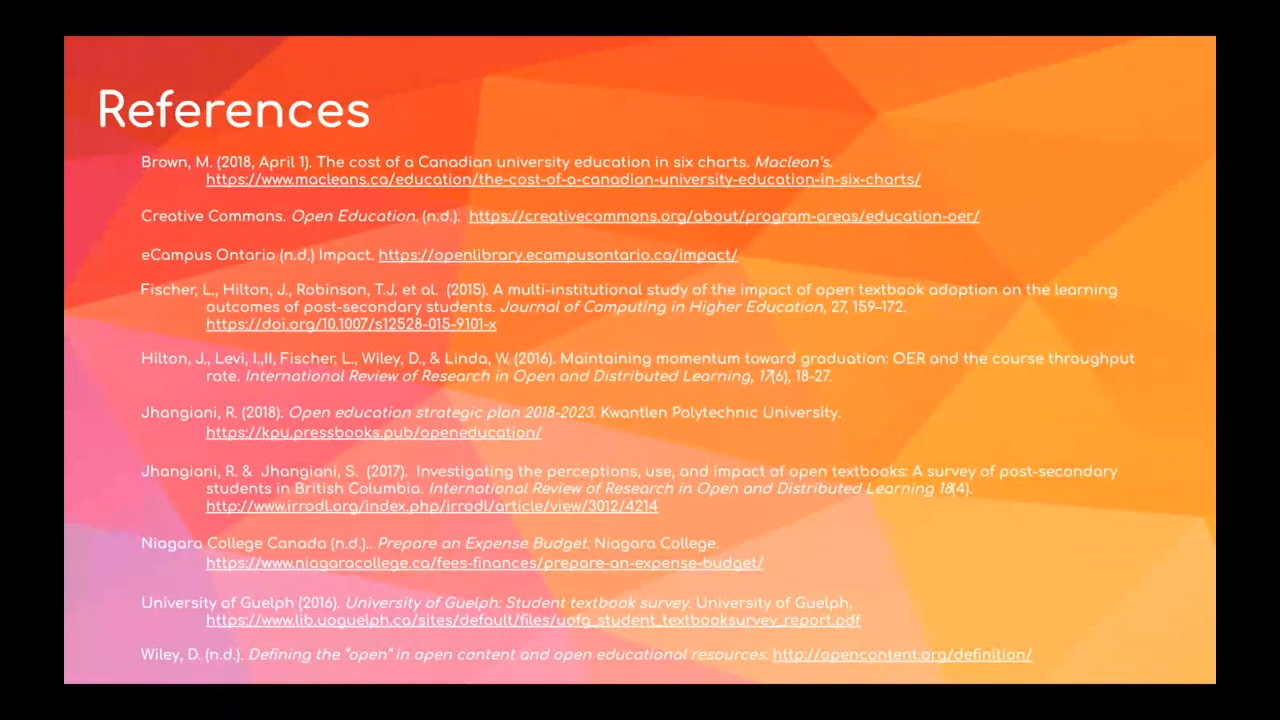 References
Brown, M. (2018, April 1). The cost of a Canadian university education in six charts. Maclean's.
https://www.macleans.ca/education/the-cost-of-a-canadian-university-education-in-six-charts/
Creative Commons. Open Education. (n.d.). https://creativecommons.org/about/program-areas/education-oer/
eCampus Ontario (n.d.) Impact. https://openlibrary.ecampusontario.ca/impact/
Fischer, L., Hilton, J., Robinson, T.J. et al. (2015). A multi-institutional study of the impact of open textbook adoption on the learning
outcomes of post-secondary students. Journal of Computing in Higher Education, 27, 159–172.
https://doi.org/10.1007/s12528-015-9101-x
Hilton, J., Levi, I.,II, Fischer, L., Wiley, D., & Linda, W. (2016). Maintaining momentum toward graduation: OER and the course throughput
rate. International Review of Research in Open and Distributed Learning, 17(6), 18-27.
Jhangiani, R. (2018). Open education strategic plan 2018-2023. Kwantlen Polytechnic University.
https://kpu.pressbooks.pub/openeducation/
Jhangiani, R. & Jhangiani, S. (2017). Investigating the perceptions, use, and impact of open textbooks: A survey of post-secondary
students in British Columbia. International Review of Research in Open and Distributed Learning 18(4).
http://www.irrodl.org/index.php/irrodl/article/view/3012/4214
Niagara College Canada (n.d.).. Prepare an Expense Budget. Niagara College.
https://www.niagaracollege.ca/fees-finances/prepare-an-expense-budget/
University of Guelph (2016). University of Guelph: Student textbook survey. University of Guelph,
https://www.lib.uoguelph.ca/sites/default/files/uofg_student_textbooksurvey_report.pdf
Wiley, D. (n.d.). Defining the "open" in open content and open educational resources. http://opencontent.org/definition/